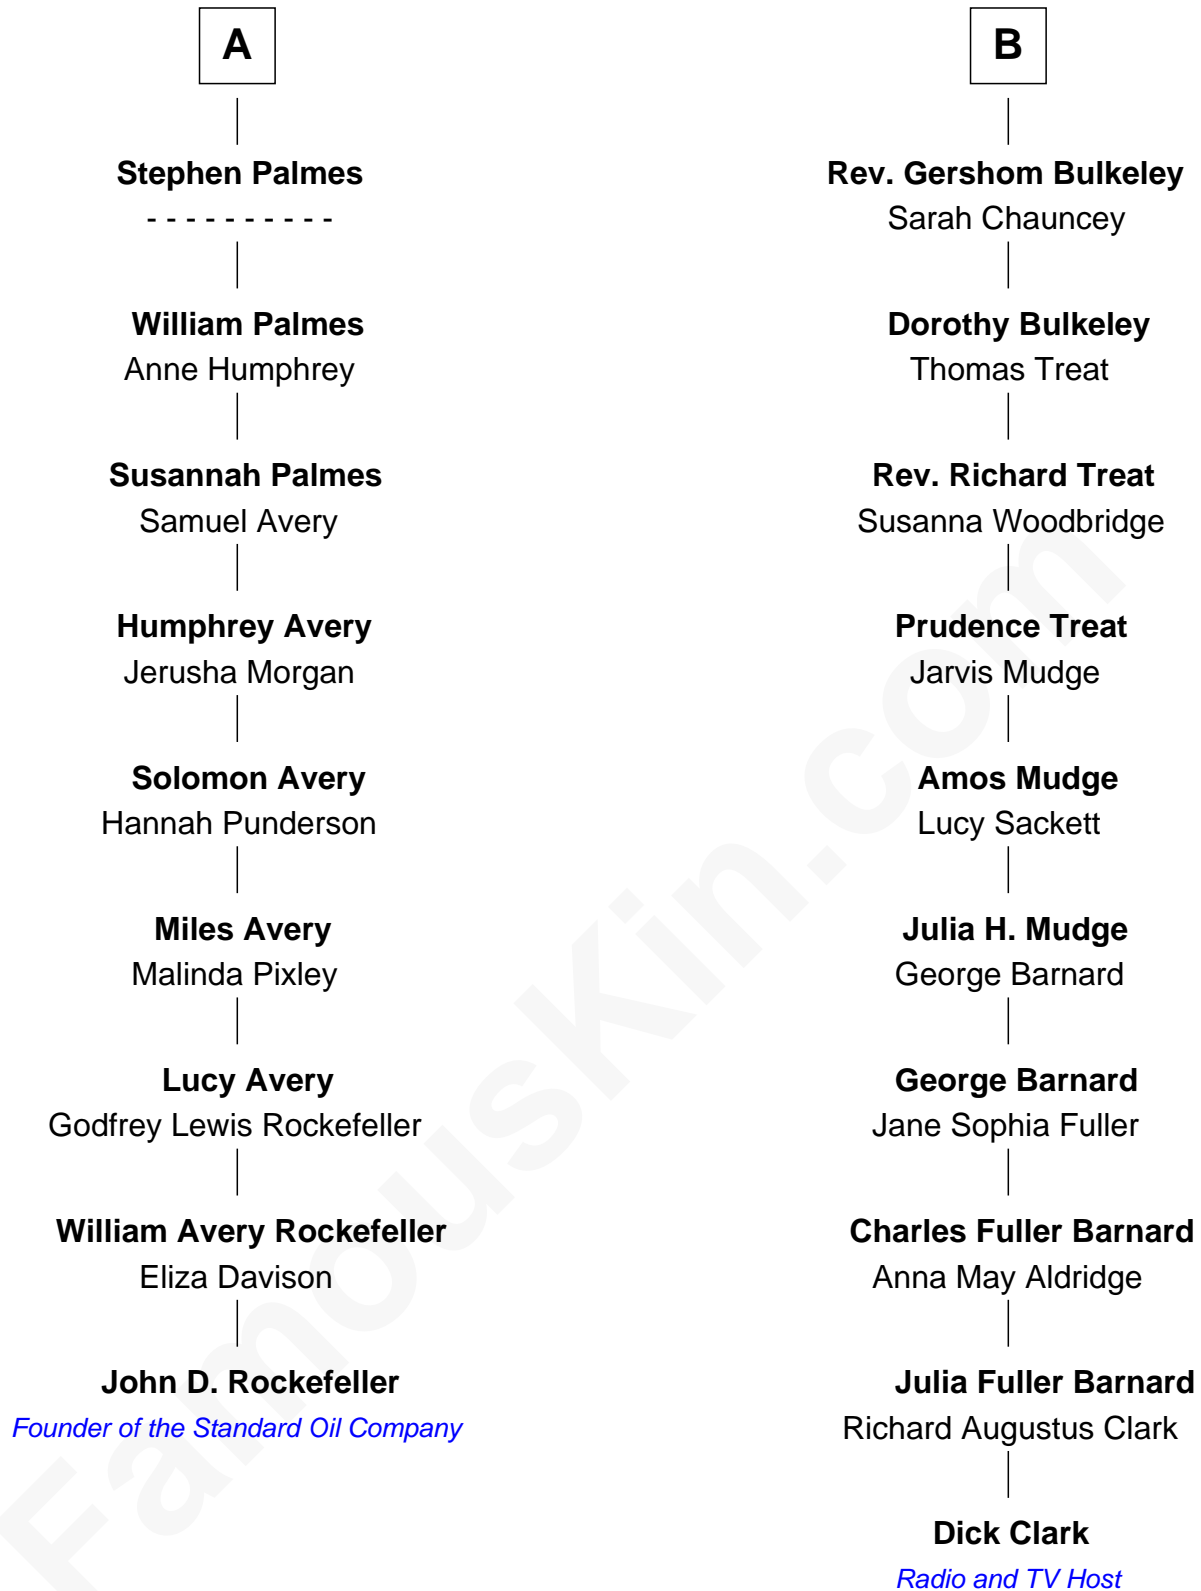 A
Stephen Palmes
- - - - - - - - - -
William Palmes
Anne Humphrey
Susannah Palmes
Samuel Avery
Humphrey Avery
Jerusha Morgan
Solomon Avery
Hannah Punderson
Miles Avery
Malinda Pixley
Lucy Avery
Godfrey Lewis Rockefeller
William Avery Rockefeller
Eliza Davison
John D. Rockefeller
Founder of the Standard Oil Company
B
Rev. Gershom Bulkeley
Sarah Chauncey
Dorothy Bulkeley
Thomas Treat
Rev. Richard Treat
Susanna Woodbridge
Prudence Treat
Jarvis Mudge
Amos Mudge
Lucy Sackett
Julia H. Mudge
George Barnard
George Barnard
Jane Sophia Fuller
Charles Fuller Barnard
Anna May Aldridge
Julia Fuller Barnard
Richard Augustus Clark
Dick Clark
Radio and TV Host
FamousKin.com